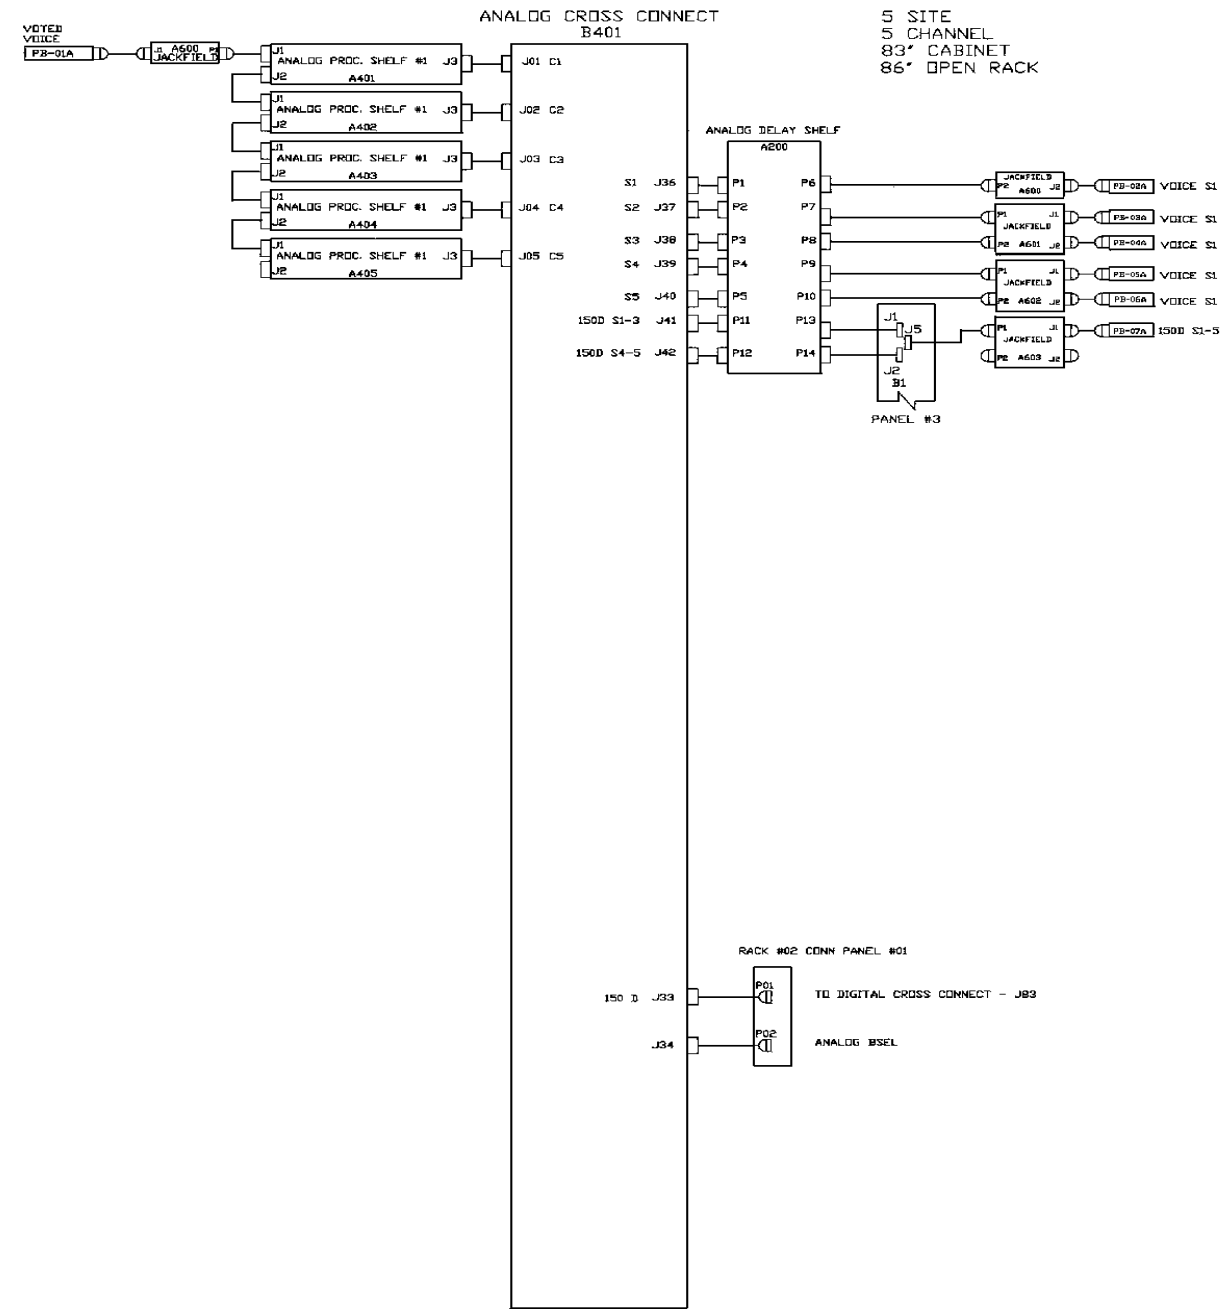 ANALOG CROSS CONNECT
B401
5 SITE
5 CHANNEL
83" CABINET
86" OPEN RACK
VOTED
VOICE
PB-01A
J1 A600 P2
JACKFIELD
J1
ANALOG PROC. SHELF #1 J3
J2
A401
J01 C1
J1
ANALOG PROC. SHELF #1 J3
J2
A402
J02 C2
J1
ANALOG PROC. SHELF #1 J3
J2
A403
J03 C3
J1
ANALOG PROC. SHELF #1 J3
J2
A404
J04 C4
J1
ANALOG PROC. SHELF #1 J3
J2
A405
J05 C5
ANALOG DELAY SHELF
A200
S1 J36 P1 P6
S2 J37 P2 P7
S3 J38 P3 P8
S4 J39 P4 P9
S5 J40 P5 P10
150D S1-3 J41 P11 P13
150D S4-5 J42 P12 P14
J1
J5
J2
B1
PANEL #3
JACKFIELD
P2 A600 J2
PB-02A VOICE S1
P1 J1
JACKFIELD
P2 A601 J2
PB-03A VOICE S1
PB-04A VOICE S1
P1 J1
JACKFIELD
P2 A602 J2
PB-05A VOICE S1
PB-06A VOICE S1
P1 J1
JACKFIELD
P2 A603 J2
PB-07A 150D S1-5
RACK #02 CONN PANEL #01
150 D J33
P01
TO DIGITAL CROSS CONNECT - J83
J34
P02
ANALOG BSEL